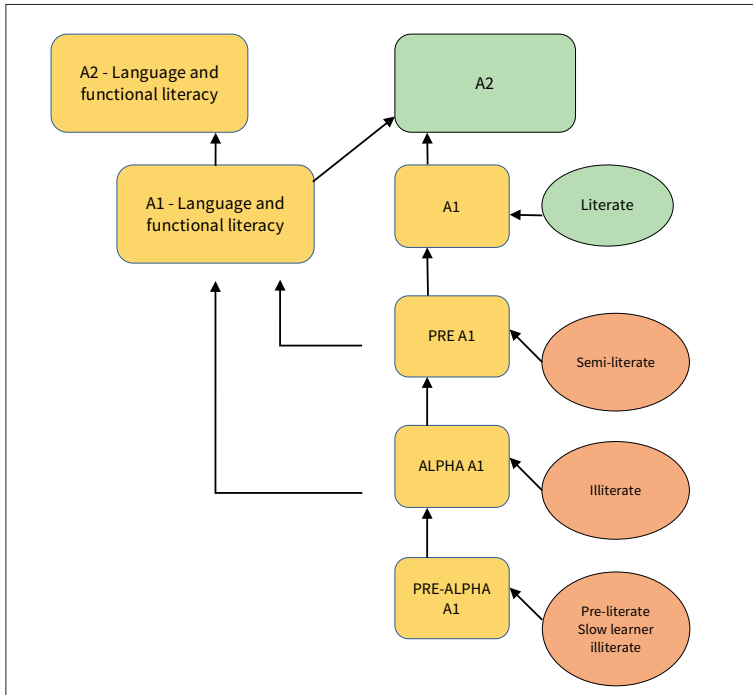 A2 - Language and
functional literacy
A2
A1 - Language and
functional literacy
A1
Literate
PRE A1
Semi-literate
ALPHA A1
Illiterate
PRE-ALPHA
A1
Pre-literate
Slow learner
illiterate